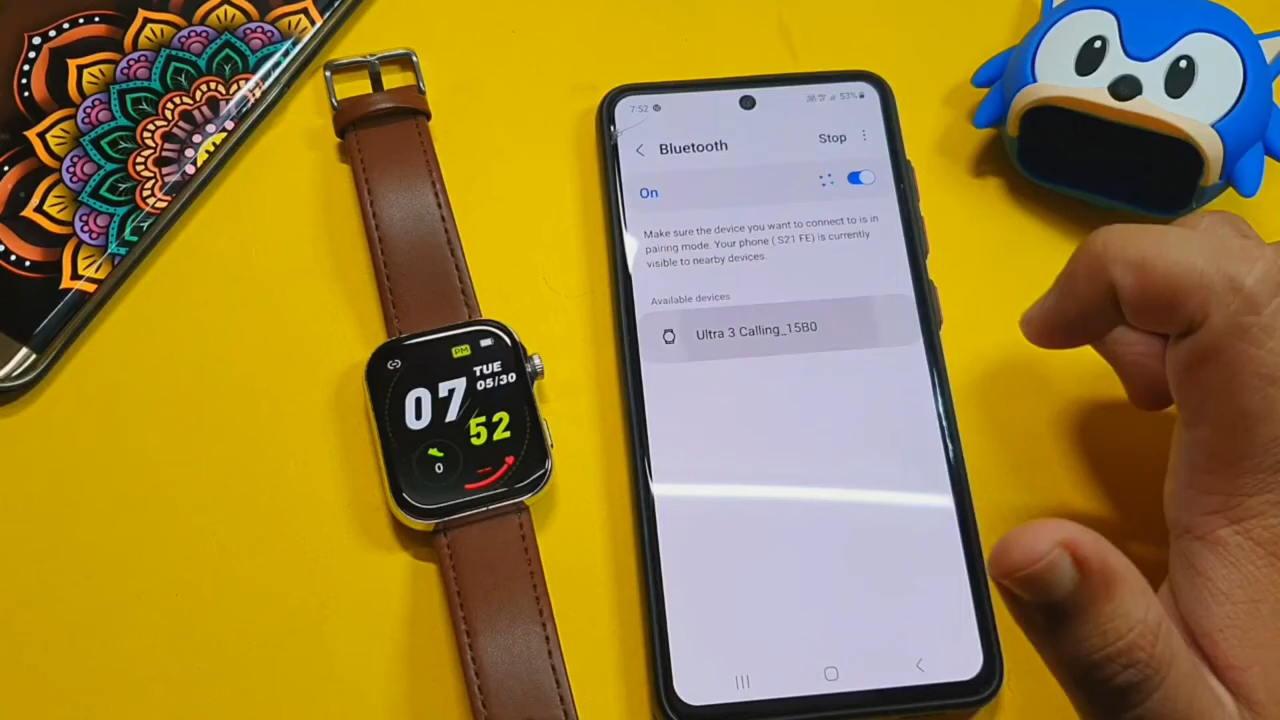 PM
07
TUE
05/30
52
0
7:52
53%
Bluetooth
Stop
On
Make sure the device you want to connect to is in
pairing mode. Your phone ( S21 FE) is currently
visible to nearby devices.
Available devices
Ultra 3 Calling_15B0